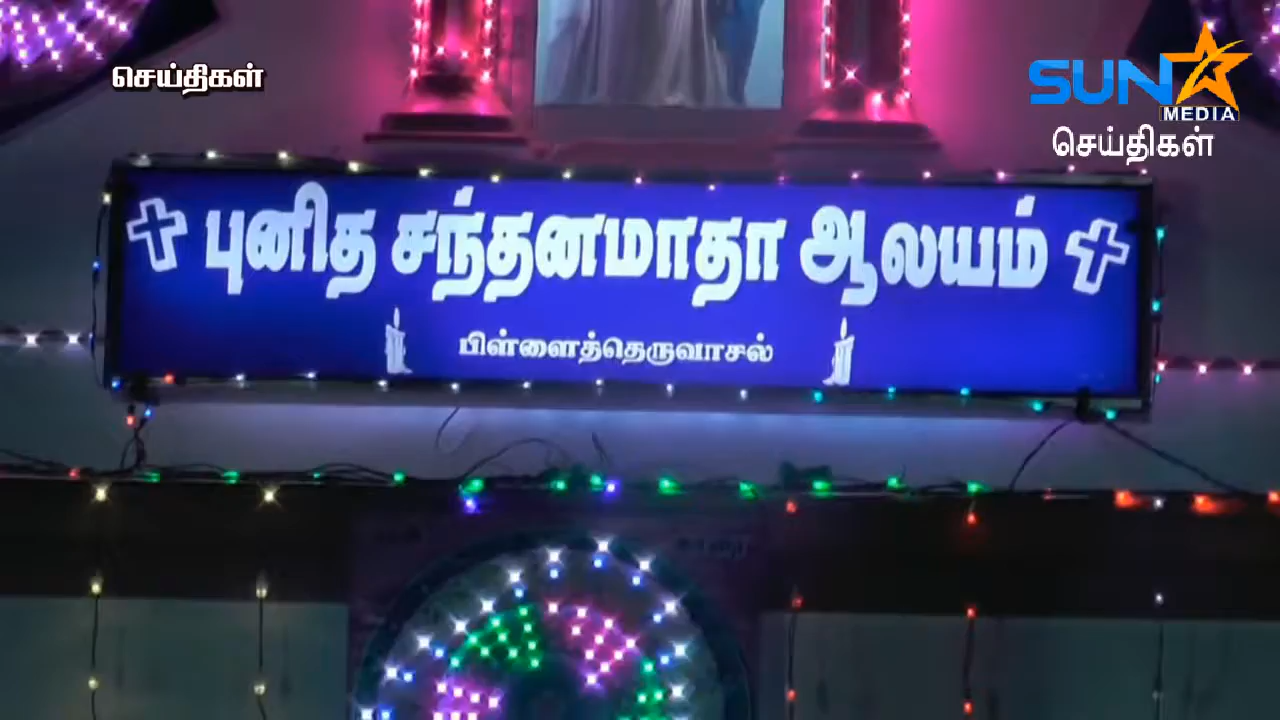 செய்திகள்
SUN
MEDIA
செய்திகள்
புனித சந்தனமாதா ஆலயம்
பிள்ளைத்தெருவாசல்